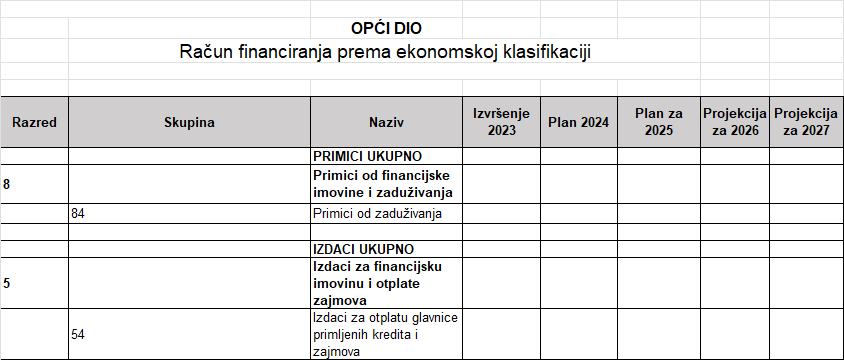 OPĆI DIO
Račun financiranja prema ekonomskoj klasifikaciji
Razred Skupina Naziv Izvršenje 2023 Plan 2024 Plan za 2025 Projekcija za 2026 Projekcija za 2027
PRIMICI UKUPNO
8 Primici od financijske imovine i zaduživanja
84 Primici od zaduživanja
IZDACI UKUPNO
5 Izdaci za financijsku imovinu i otplate zajmova
54 Izdaci za otplatu glavnice primljenih kredita i zajmova